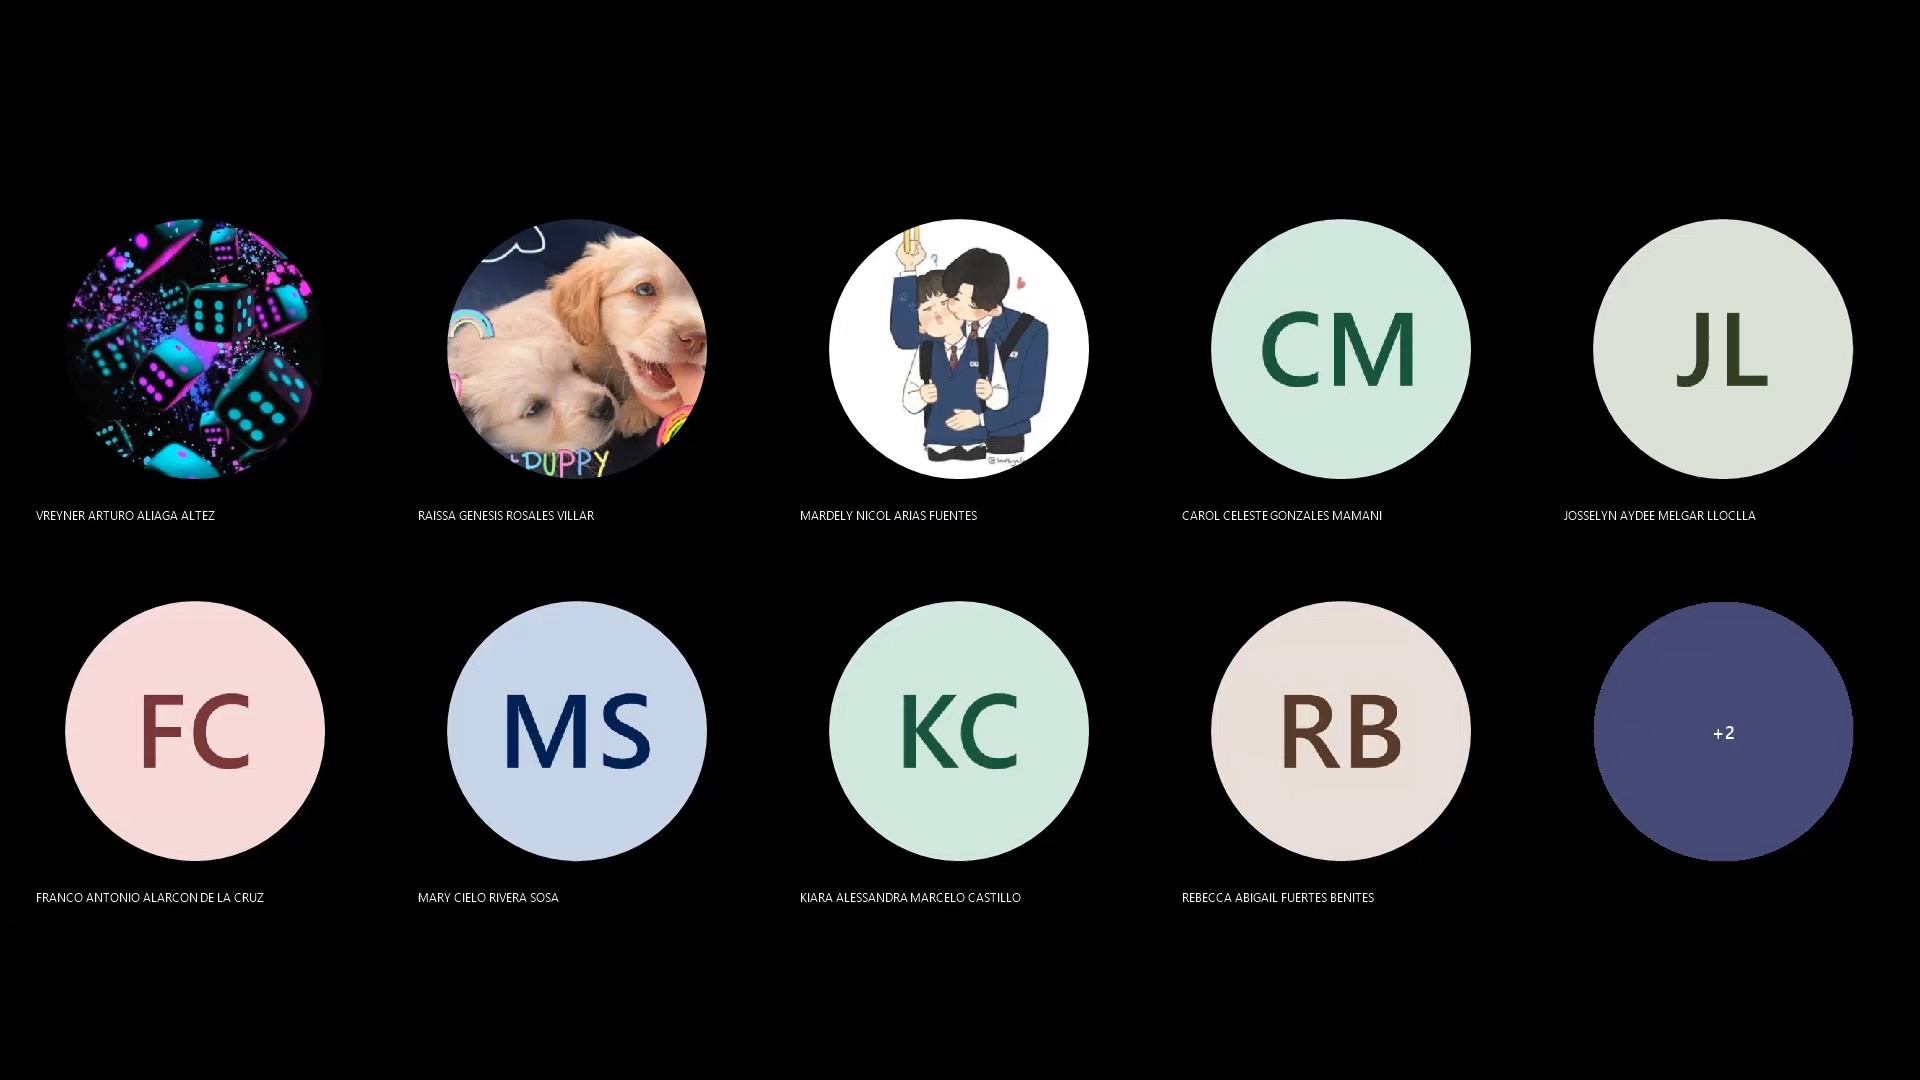 PUPPY
CM
JL
VREYNER ARTURO ALIAGA ALTEZ
RAISSA GENESIS ROSALES VILLAR
MARDELY NICOL ARIAS FUENTES
CAROL CELESTE GONZALES MAMANI
JOSSELYN AYDEE MELGAR LLOCLLA
FC
MS
KC
RB
+2
FRANCO ANTONIO ALARCON DE LA CRUZ
MARY CIELO RIVERA SOSA
KIARA ALESSANDRA MARCELO CASTILLO
REBECCA ABIGAIL FUERTES BENITES